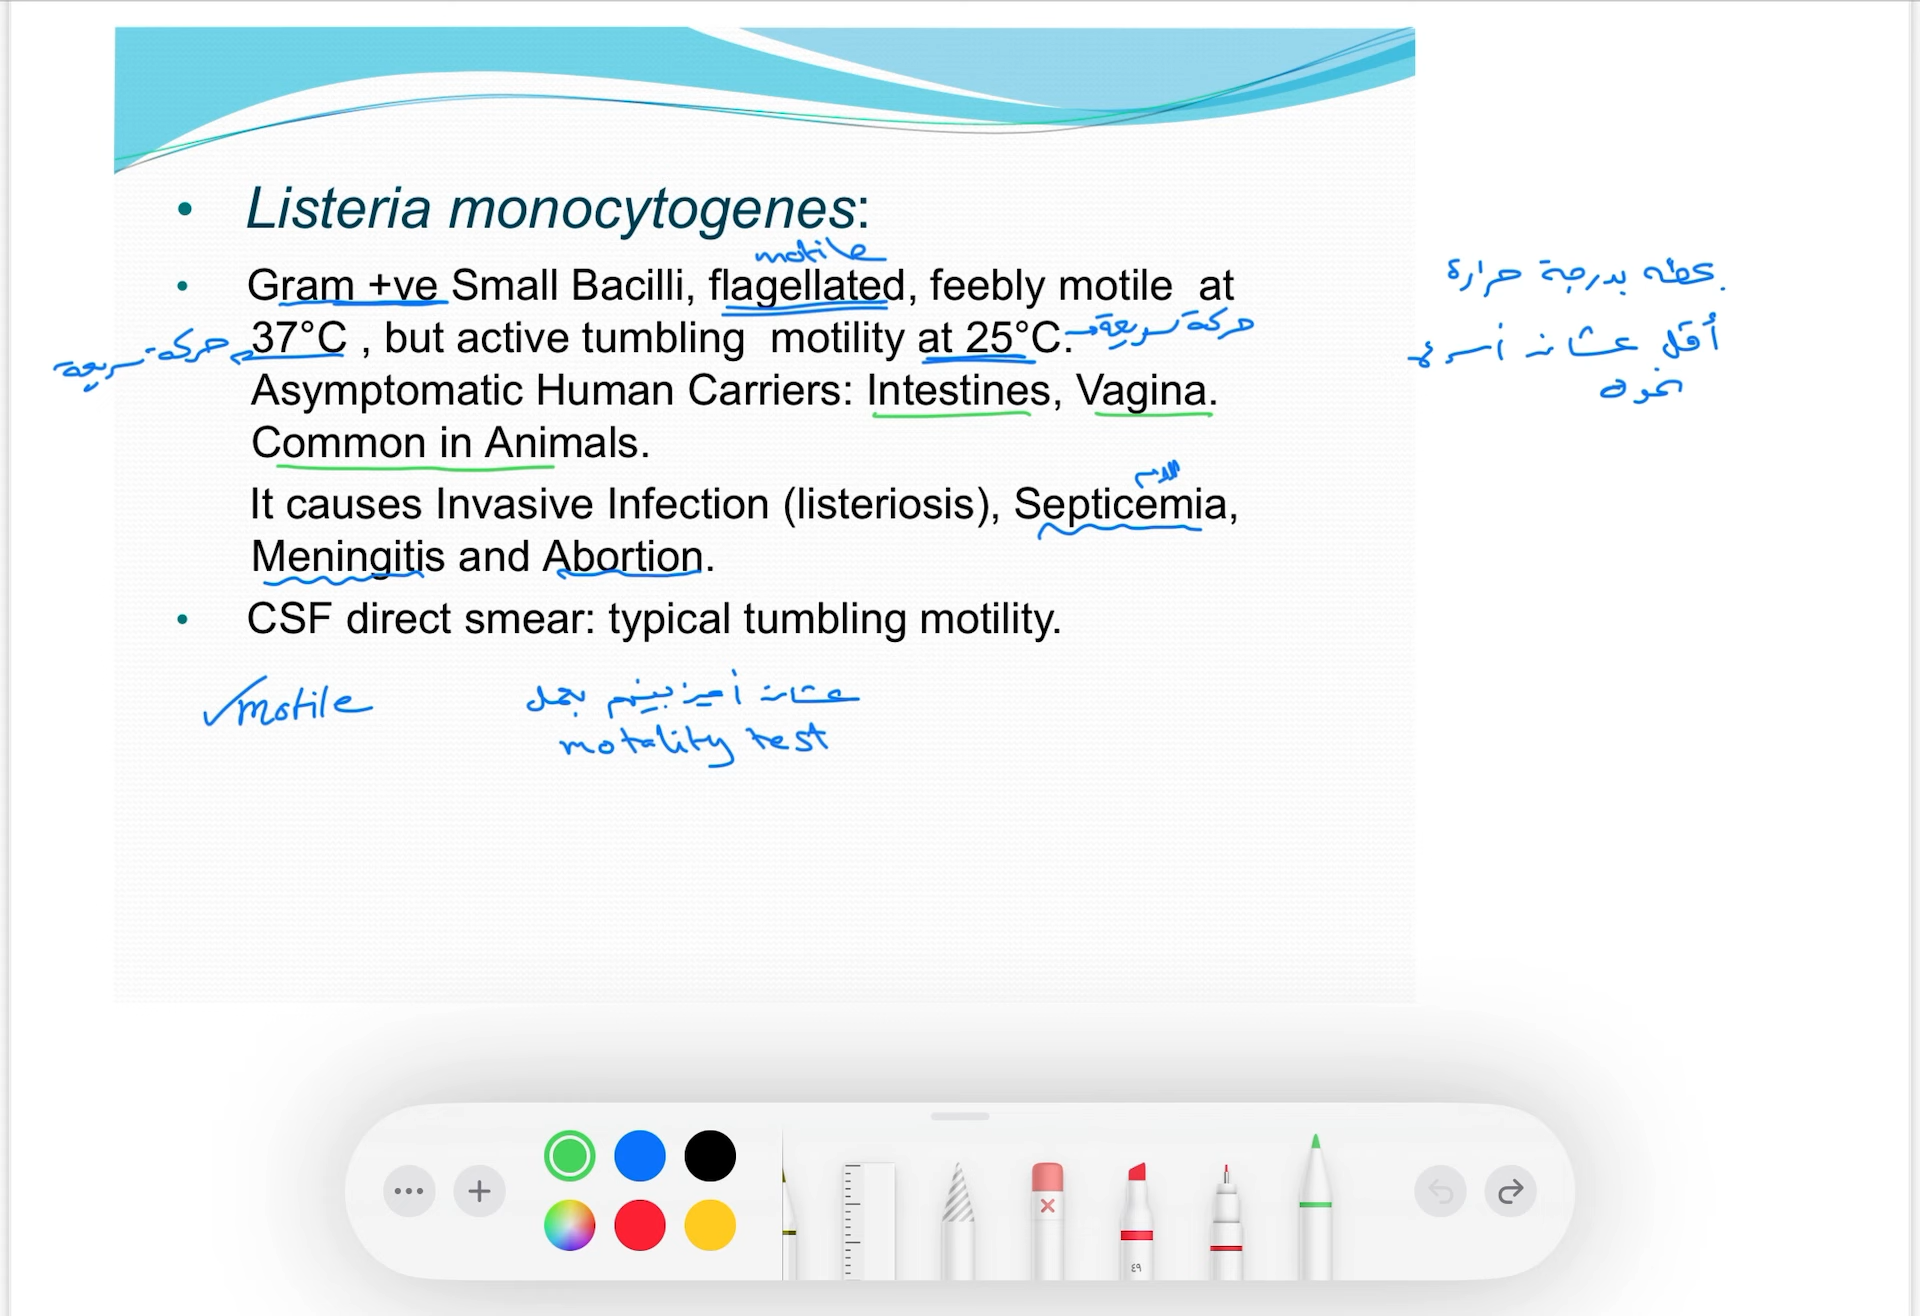 Listeria monocytogenes:
motile
Gram +ve Small Bacilli, flagellated, feebly motile at
37°C , but active tumbling motility at 25°C.
حركة سريعة
حركة سريعة
Asymptomatic Human Carriers: Intestines, Vagina.
Common in Animals.
الدم
It causes Invasive Infection (listeriosis), Septicemia,
Meningitis and Abortion.
CSF direct smear: typical tumbling motility.
motile
عشان أميز بينهم بعمل
motality test
بحطه بدرجة حرارة
أقل عشان أسرع
نموه
٤٩